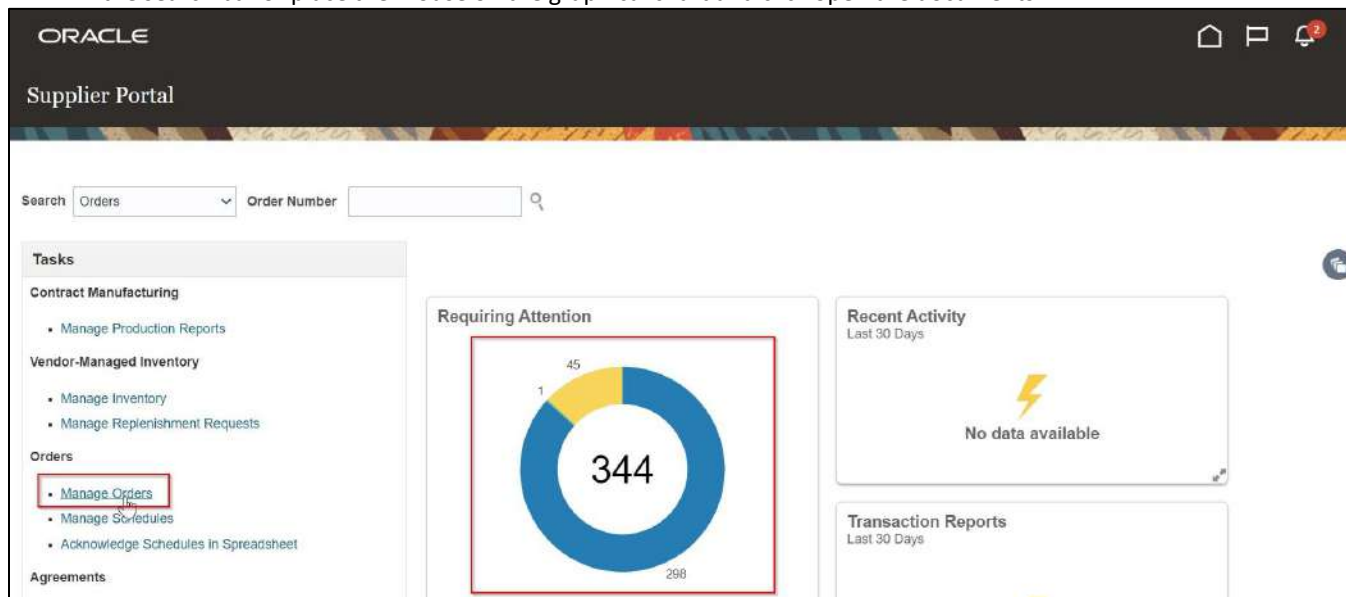 ORACLE
2
Supplier Portal
Search Orders Order Number
Tasks
Contract Manufacturing
Manage Production Reports
Vendor-Managed Inventory
Manage Inventory
Manage Replenishment Requests
Orders
Manage Orders
Manage Schedules
Acknowledge Schedules in Spreadsheet
Agreements
Requiring Attention
45
1
344
298
Recent Activity
Last 30 Days
No data available
Transaction Reports
Last 30 Days